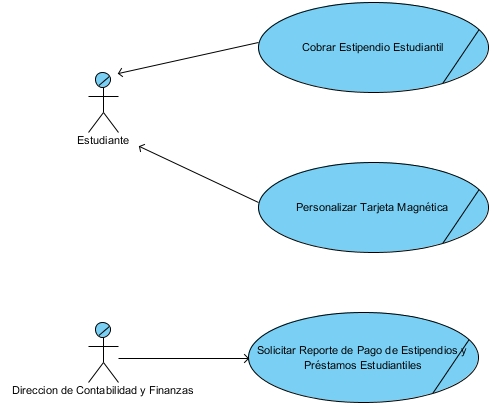 Cobrar Estipendio Estudiantil
Estudiante
Personalizar Tarjeta Magnética
Solicitar Reporte de Pago de Estipendios y
Préstamos Estudiantiles
Direccion de Contabilidad y Finanzas